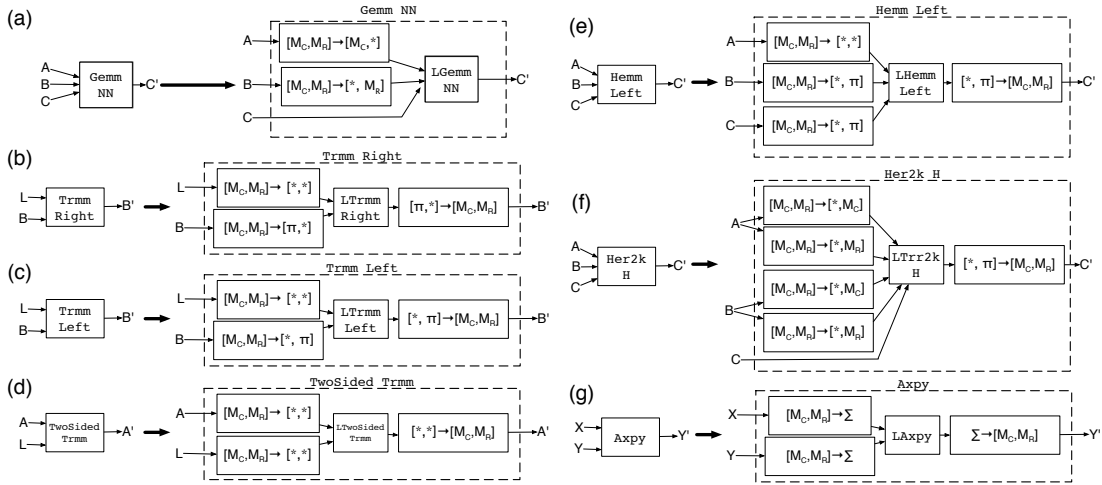 (a)
Gemm NN
A
B
C
Gemm
NN
C'
A
[M_C,M_R]→[M_C,*]
B
[M_C,M_R]→[*, M_R]
C
LGemm
NN
C'
(b)
Trmm Right
L
B
Trmm
Right
B'
L
[M_C,M_R]→ [*,*]
B
[M_C,M_R]→[π,*]
LTrmm
Right
[π,*]→[M_C,M_R]
B'
(c)
Trmm Left
L
B
Trmm
Left
B'
L
[M_C,M_R]→ [*,*]
B
[M_C,M_R]→[*, π]
LTrmm
Left
[*, π]→[M_C,M_R]
B'
(d)
TwoSided Trmm
A
L
TwoSided
Trmm
A'
A
[M_C,M_R]→ [*,*]
L
[M_C,M_R]→ [*,*]
LTwoSided
Trmm
[*,*]→[M_C,M_R]
A'
(e)
Hemm Left
A
B
C
Hemm
Left
C'
A
[M_C,M_R]→ [*,*]
B
[M_C,M_R]→[*, π]
C
[M_C,M_R]→[*, π]
LHemm
Left
[*, π]→[M_C,M_R]
C'
(f)
Her2k H
A
B
C
Her2k
H
C'
A
[M_C,M_R]→[*,M_C]
[M_C,M_R]→[*,M_R]
B
[M_C,M_R]→[*,M_C]
[M_C,M_R]→[*,M_R]
C
LTrr2k
H
[*, π]→[M_C,M_R]
C'
(g)
Axpy
X
Y
Axpy
Y'
X
[M_C,M_R]→Σ
Y
[M_C,M_R]→Σ
LAxpy
Σ→[M_C,M_R]
Y'